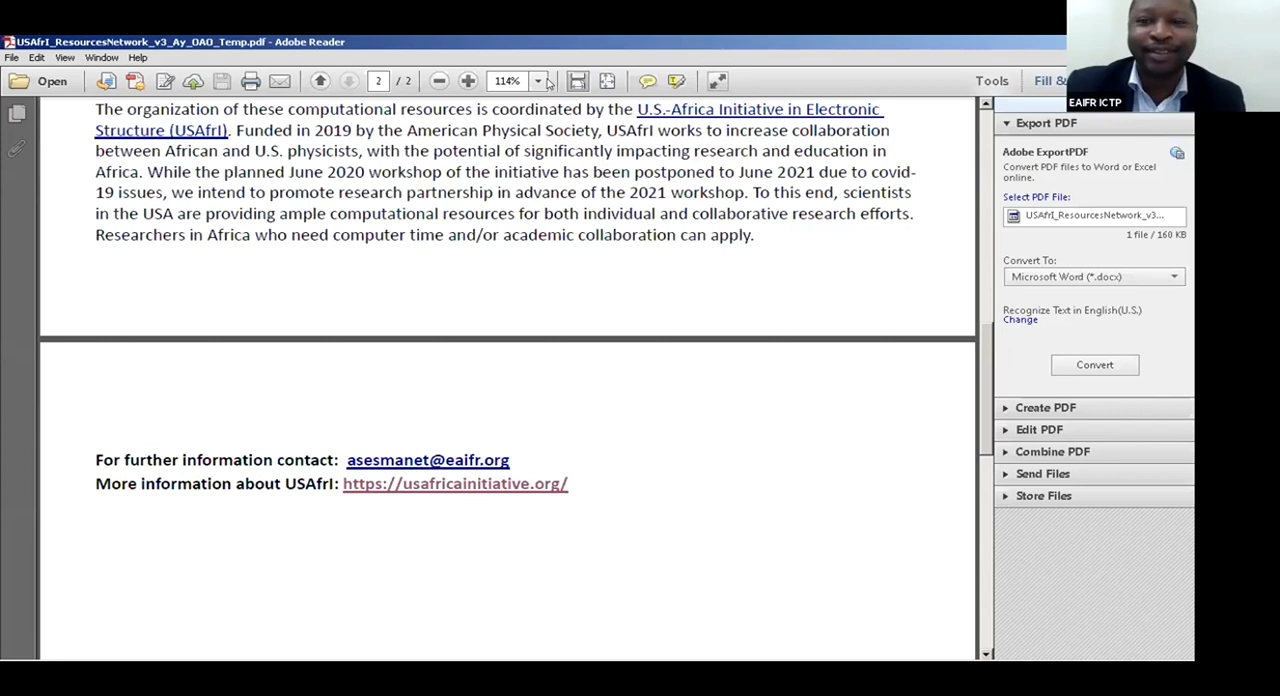 USAfrI_ResourcesNetwork_v3_Ay_OAO_Temp.pdf - Adobe Reader
File Edit View Window Help
Open 2 / 2 114% Tools Fill &
EAIFR ICTP
The organization of these computational resources is coordinated by the U.S.-Africa Initiative in Electronic
Structure (USAfrI). Funded in 2019 by the American Physical Society, USAfrI works to increase collaboration
between African and U.S. physicists, with the potential of significantly impacting research and education in
Africa. While the planned June 2020 workshop of the initiative has been postponed to June 2021 due to covid-
19 issues, we intend to promote research partnership in advance of the 2021 workshop. To this end, scientists
in the USA are providing ample computational resources for both individual and collaborative research efforts.
Researchers in Africa who need computer time and/or academic collaboration can apply.
For further information contact: asesmanet@eaifr.org
More information about USAfrI: https://usafricainitiative.org/
Export PDF
Adobe ExportPDF
Convert PDF files to Word or Excel
online.
Select PDF File:
USAfrI_ResourcesNetwork_v3...
1 file / 160 KB
Convert To:
Microsoft Word (*.docx)
Recognize Text in English(U.S.)
Change
Convert
Create PDF
Edit PDF
Combine PDF
Send Files
Store Files